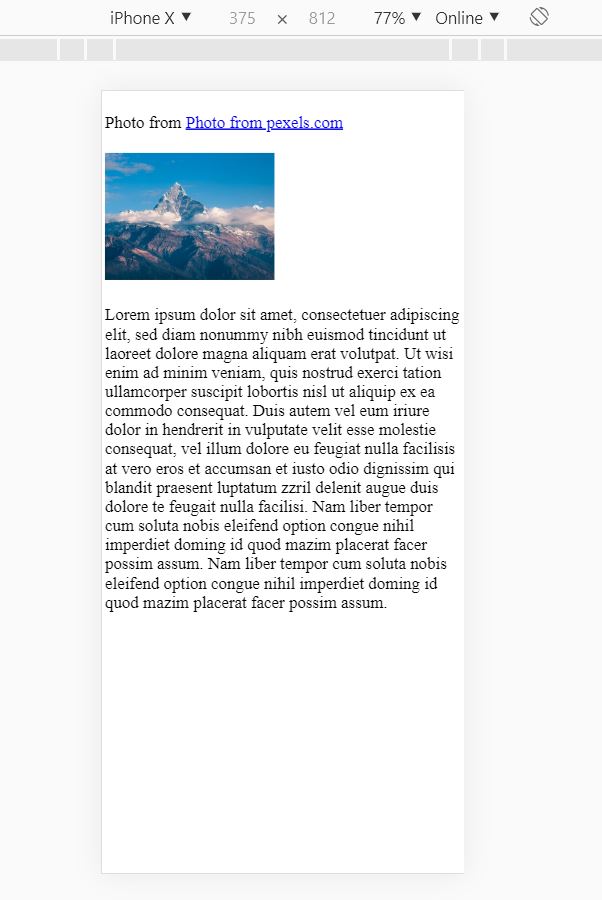 iPhone X ▼ 375 × 812 77% ▼ Online ▼
Photo from Photo from pexels.com
Lorem ipsum dolor sit amet, consectetuer adipiscing
elit, sed diam nonummy nibh euismod tincidunt ut
laoreet dolore magna aliquam erat volutpat. Ut wisi
enim ad minim veniam, quis nostrud exerci tation
ullamcorper suscipit lobortis nisl ut aliquip ex ea
commodo consequat. Duis autem vel eum iriure
dolor in hendrerit in vulputate velit esse molestie
consequat, vel illum dolore eu feugiat nulla facilisis
at vero eros et accumsan et iusto odio dignissim qui
blandit praesent luptatum zzril delenit augue duis
dolore te feugait nulla facilisi. Nam liber tempor
cum soluta nobis eleifend option congue nihil
imperdiet doming id quod mazim placerat facer
possim assum. Nam liber tempor cum soluta nobis
eleifend option congue nihil imperdiet doming id
quod mazim placerat facer possim assum.